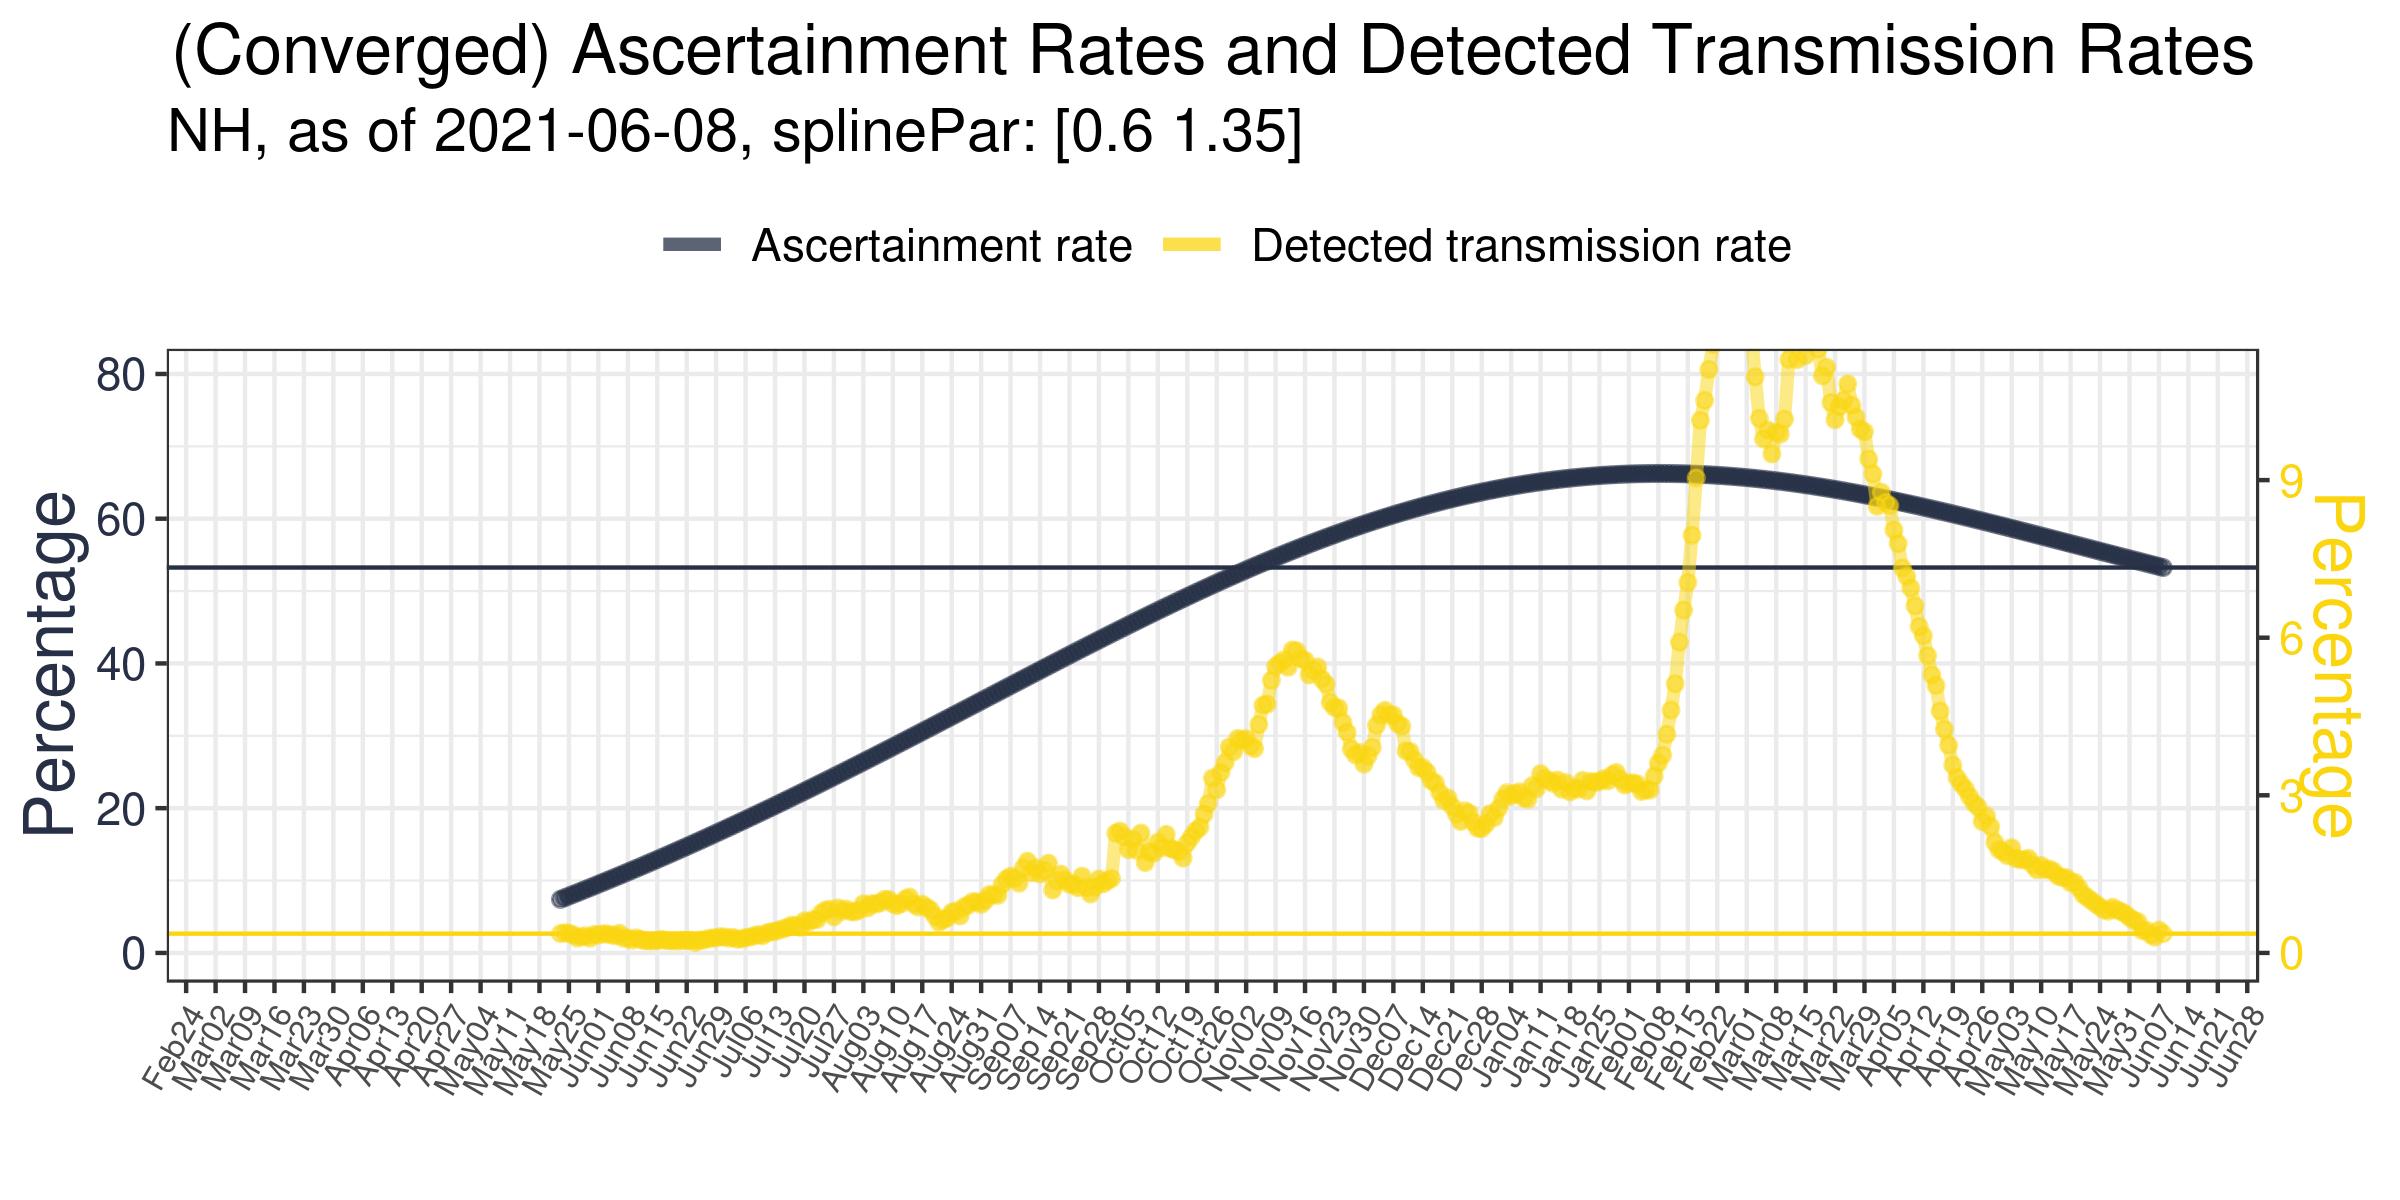 (Converged) Ascertainment Rates and Detected Transmission Rates
NH, as of 2021-06-08, splinePar: [0.6 1.35]
Ascertainment rate
Detected transmission rate
Percentage
80
60
40
20
0
9
6
3
0
Percentage
Feb24
Mar02
Mar09
Mar16
Mar23
Mar30
Apr06
Apr13
Apr20
Apr27
May04
May11
May18
May25
Jun01
Jun08
Jun15
Jun22
Jun29
Jul06
Jul13
Jul20
Jul27
Aug03
Aug10
Aug17
Aug24
Aug31
Sep07
Sep14
Sep21
Sep28
Oct05
Oct12
Oct19
Oct26
Nov02
Nov09
Nov16
Nov23
Nov30
Dec07
Dec14
Dec21
Dec28
Jan04
Jan11
Jan18
Jan25
Feb01
Feb08
Feb15
Feb22
Mar01
Mar08
Mar15
Mar22
Mar29
Apr05
Apr12
Apr19
Apr26
May03
May10
May17
May24
May31
Jun07
Jun14
Jun21
Jun28